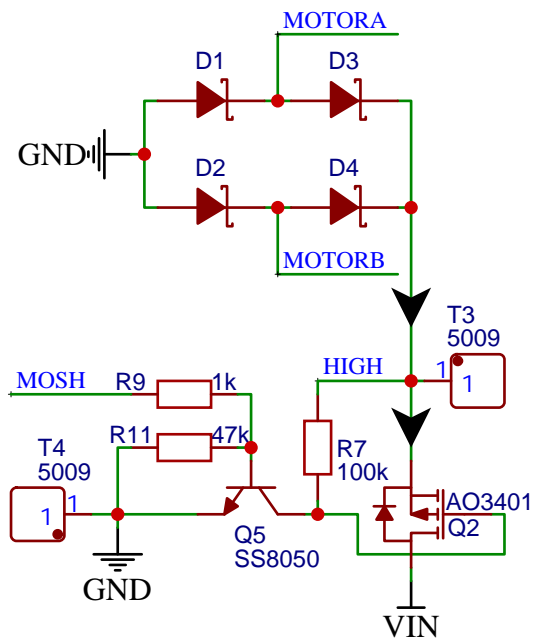 MOTORA
D1
D3
GND
D2
D4
MOTORB
T3
5009
1
1
HIGH
MOSH
R9
1k
R11
47k
T4
5009
1
1
R7
100k
AO3401
Q2
Q5
SS8050
GND
VIN